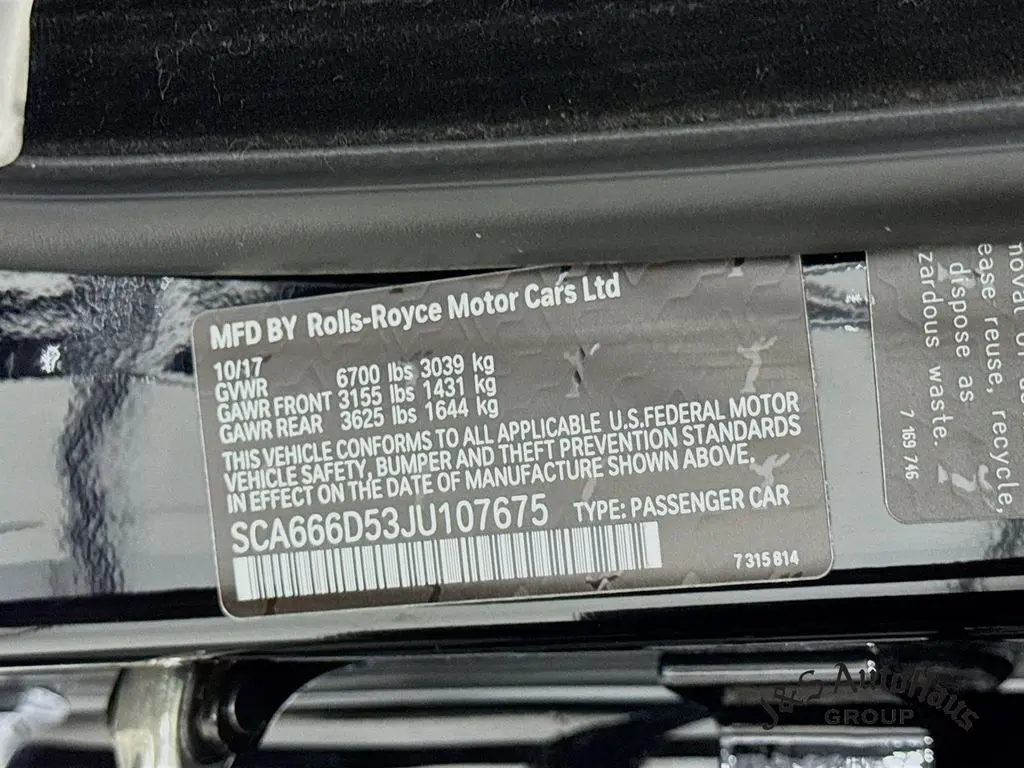 MFD BY Rolls-Royce Motor Cars Ltd
10/17
GVWR 6700 lbs 3039 kg
GAWR FRONT 3155 lbs 1431 kg
GAWR REAR 3625 lbs 1644 kg
THIS VEHICLE CONFORMS TO ALL APPLICABLE U.S.FEDERAL MOTOR
VEHICLE SAFETY, BUMPER AND THEFT PREVENTION STANDARDS
IN EFFECT ON THE DATE OF MANUFACTURE SHOWN ABOVE.
SCA666D53JU107675 TYPE: PASSENGER CAR
7315814
ease reuse, recycle,
dispose as
zardous waste.
7 169 746
J&S AutoHaus
GROUP